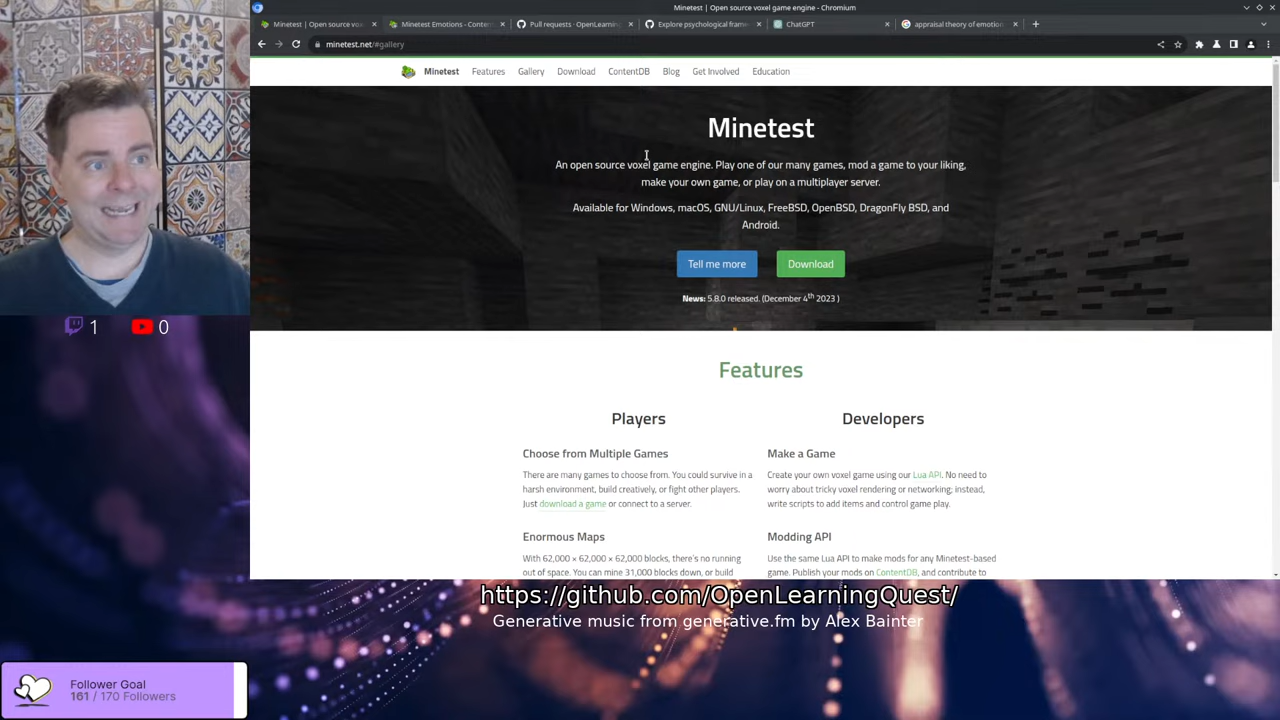 Minetest | Open source voxel game engine - Chromium
Minetest | Open source vox
Minetest Emotions - Conten
Pull requests · OpenLearnin
Explore psychological fram
ChatGPT
appraisal theory of emotion
minetest.net/#gallery
Minetest
Features
Gallery
Download
ContentDB
Blog
Get Involved
Education
Minetest
An open source voxel game engine. Play one of our many games, mod a game to your liking,
make your own game, or play on a multiplayer server.
Available for Windows, macOS, GNU/Linux, FreeBSD, OpenBSD, DragonFly BSD, and
Android.
Tell me more
Download
News: 5.8.0 released. (December 4th 2023 )
Features
Players
Choose from Multiple Games
There are many games to choose from. You could survive in a
harsh environment, build creatively, or fight other players.
Just download a game or connect to a server.
Enormous Maps
With 62,000 × 62,000 × 62,000 blocks, there's no running
out of space. You can mine 31,000 blocks down, or build
Developers
Make a Game
Create your own voxel game using our Lua API. No need to
worry about tricky voxel rendering or networking; instead,
write scripts to add items and control game play.
Modding API
Use the same Lua API to make mods for any Minetest-based
game. Publish your mods on ContentDB, and contribute to
1
0
https://github.com/OpenLearningQuest/
Generative music from generative.fm by Alex Bainter
Follower Goal
161 / 170 Followers